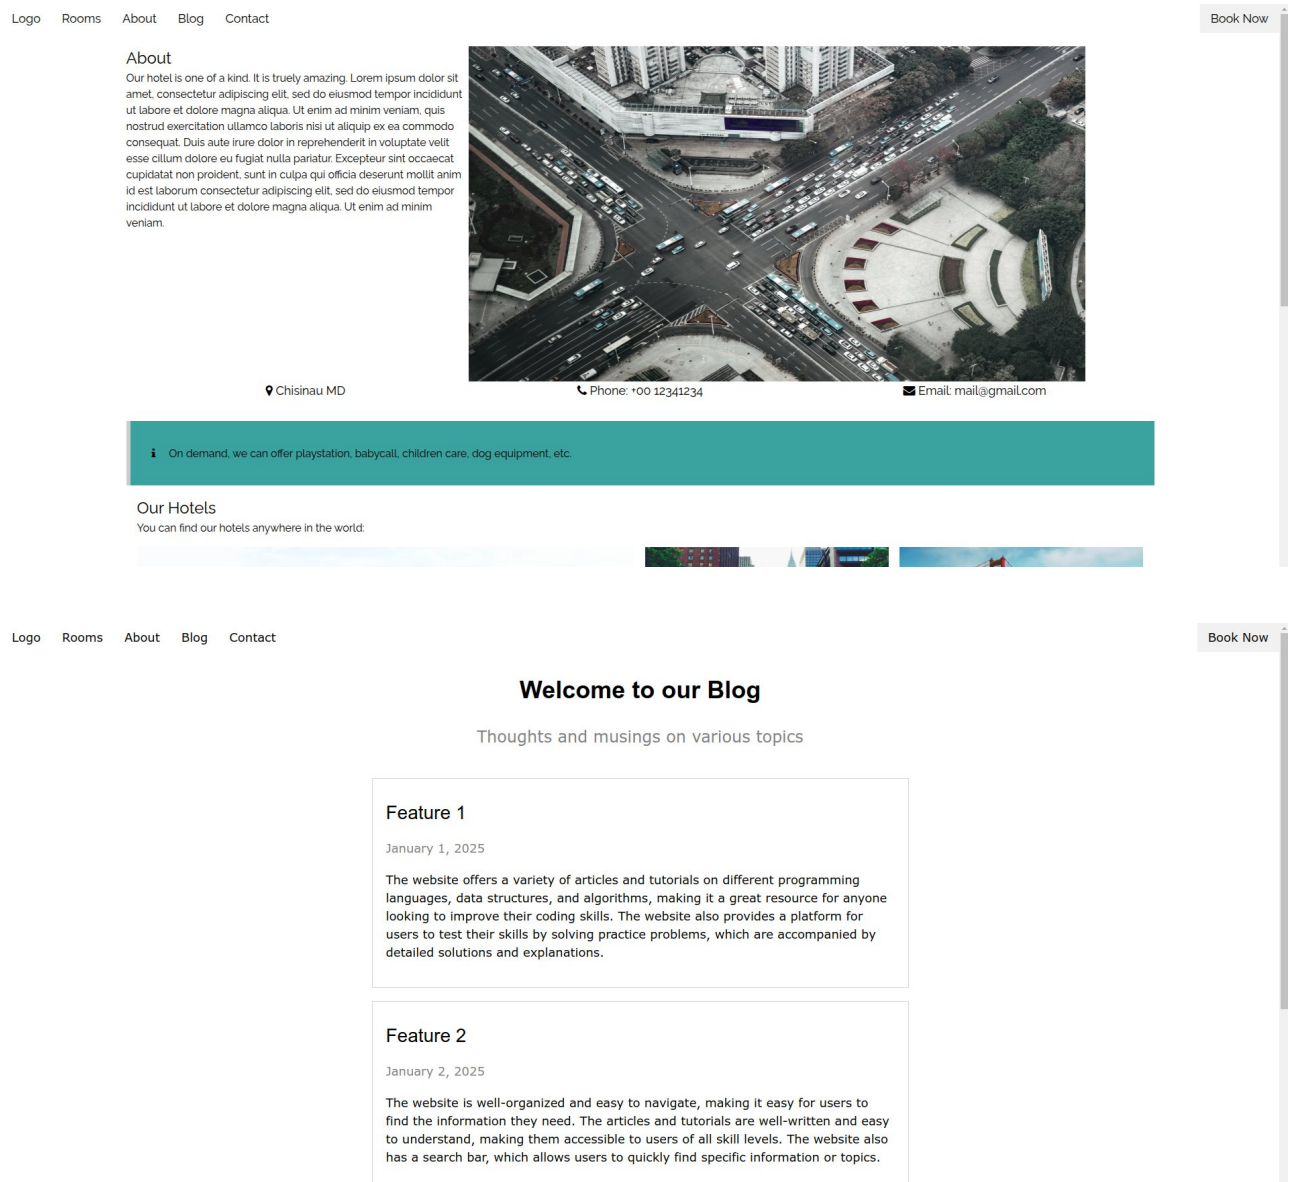 Logo Rooms About Blog Contact Book Now
About
Our hotel is one of a kind. It is truely amazing. Lorem ipsum dolor sit
amet, consectetur adipiscing elit, sed do eiusmod tempor incididunt
ut labore et dolore magna aliqua. Ut enim ad minim veniam, quis
nostrud exercitation ullamco laboris nisi ut aliquip ex ea commodo
consequat. Duis aute irure dolor in reprehenderit in voluptate velit
esse cillum dolore eu fugiat nulla pariatur. Excepteur sint occaecat
cupidatat non proident, sunt in culpa qui officia deserunt mollit anim
id est laborum consectetur adipiscing elit, sed do eiusmod tempor
incididunt ut labore et dolore magna aliqua. Ut enim ad minim
veniam.
Chisinau MD Phone: +00 12341234 Email: mail@gmail.com
On demand, we can offer playstation, babycall, children care, dog equipment, etc.
Our Hotels
You can find our hotels anywhere in the world:
Logo Rooms About Blog Contact Book Now
Welcome to our Blog
Thoughts and musings on various topics
Feature 1
January 1, 2025
The website offers a variety of articles and tutorials on different programming
languages, data structures, and algorithms, making it a great resource for anyone
looking to improve their coding skills. The website also provides a platform for
users to test their skills by solving practice problems, which are accompanied by
detailed solutions and explanations.
Feature 2
January 2, 2025
The website is well-organized and easy to navigate, making it easy for users to
find the information they need. The articles and tutorials are well-written and easy
to understand, making them accessible to users of all skill levels. The website also
has a search bar, which allows users to quickly find specific information or topics.